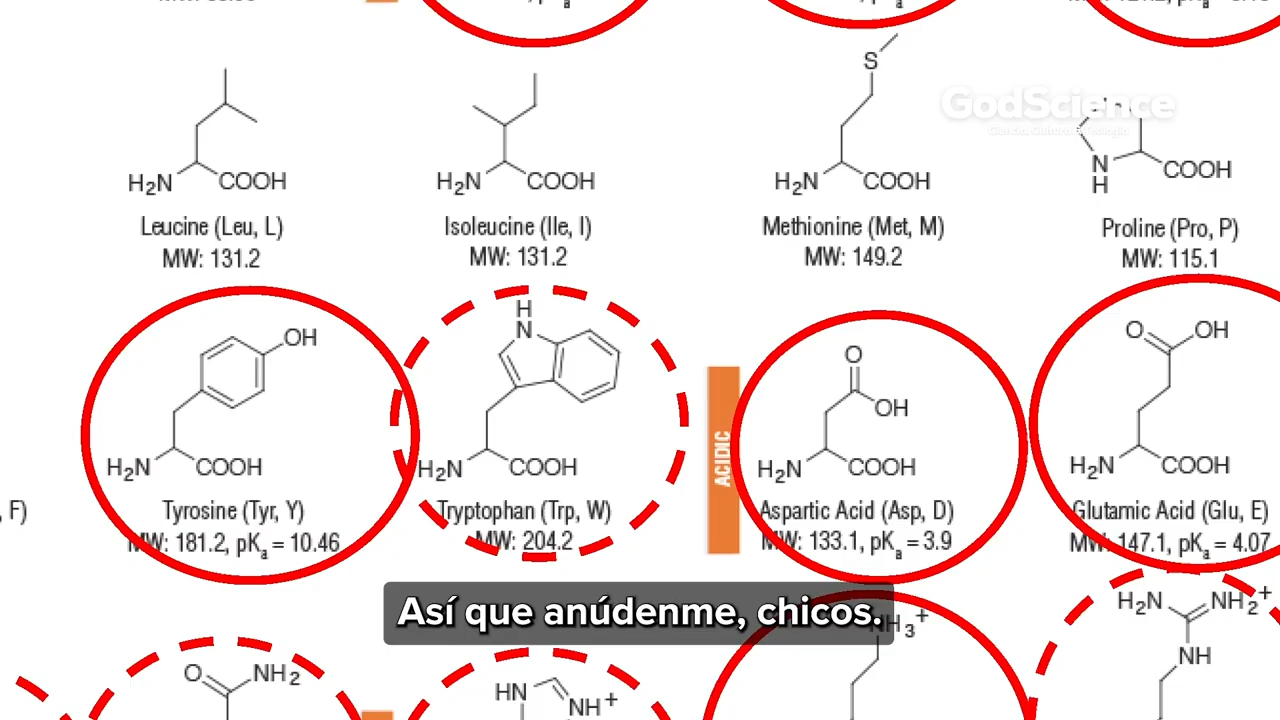 GodScience
Ciencia, Cultura & Teología
S
H₂N COOH
H₂N COOH
H₂N COOH
N
H
COOH
Leucine (Leu, L)
MW: 131.2
Isoleucine (Ile, I)
MW: 131.2
Methionine (Met, M)
MW: 149.2
Proline (Pro, P)
MW: 115.1
OH
H₂N COOH
H
N
H₂N COOH
ACIDIC
O
OH
H₂N COOH
O OH
H₂N COOH
, F)
Tyrosine (Tyr, Y)
MW: 181.2, pKa = 10.46
Tryptophan (Trp, W)
MW: 204.2
Aspartic Acid (Asp, D)
MW: 133.1, pKa = 3.9
Glutamic Acid (Glu, E)
MW: 147.1, pKa = 4.07
Así que anúdenme, chicos.
NH₃⁺
H₂N NH₂⁺
NH
O NH₂
HN NH⁺